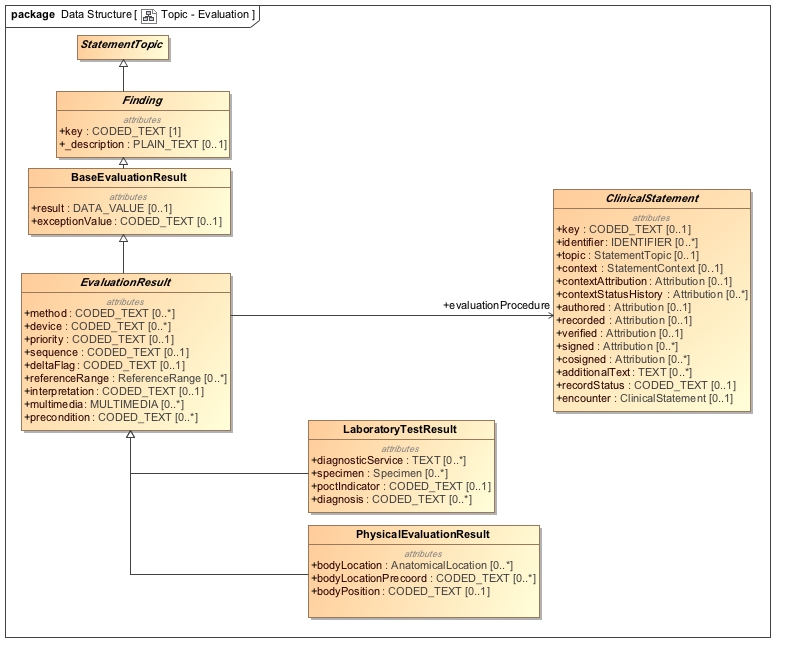 package Data Structure [ Topic - Evaluation ]
StatementTopic
Finding
attributes
+key : CODED_TEXT [1]
+_description : PLAIN_TEXT [0..1]
BaseEvaluationResult
attributes
+result : DATA_VALUE [0..1]
+exceptionValue : CODED_TEXT [0..1]
EvaluationResult
attributes
+method : CODED_TEXT [0..*]
+device : CODED_TEXT [0..*]
+priority : CODED_TEXT [0..1]
+sequence : CODED_TEXT [0..1]
+deltaFlag : CODED_TEXT [0..1]
+referenceRange : ReferenceRange [0..*]
+interpretation : CODED_TEXT [0..1]
+multimedia : MULTIMEDIA [0..*]
+precondition : CODED_TEXT [0..*]
+evaluationProcedure
ClinicalStatement
attributes
+key : CODED_TEXT [0..1]
+identifier : IDENTIFIER [0..*]
+topic : StatementTopic [0..1]
+context : StatementContext [0..1]
+contextAttribution : Attribution [0..1]
+contextStatusHistory : Attribution [0..*]
+authored : Attribution [0..1]
+recorded : Attribution [0..1]
+verified : Attribution [0..1]
+signed : Attribution [0..*]
+cosigned : Attribution [0..*]
+additionalText : TEXT [0..*]
+recordStatus : CODED_TEXT [0..1]
+encounter : ClinicalStatement [0..1]
LaboratoryTestResult
attributes
+diagnosticService : TEXT [0..*]
+specimen : Specimen [0..*]
+poctIndicator : CODED_TEXT [0..1]
+diagnosis : CODED_TEXT [0..*]
PhysicalEvaluationResult
attributes
+bodyLocation : AnatomicalLocation [0..*]
+bodyLocationPrecoord : CODED_TEXT [0..*]
+bodyPosition : CODED_TEXT [0..1]